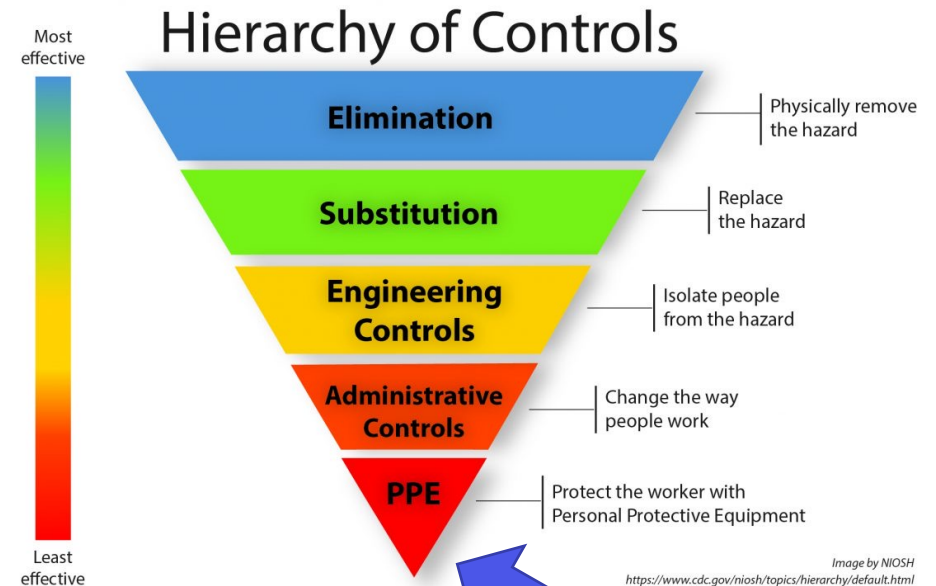 Hierarchy of Controls
Most
effective
Elimination
Physically remove
the hazard
Substitution
Replace
the hazard
Engineering
Controls
Isolate people
from the hazard
Administrative
Controls
Change the way
people work
PPE
Protect the worker with
Personal Protective Equipment
Least
effective
Image by NIOSH
https://www.cdc.gov/niosh/topics/hierarchy/default.html